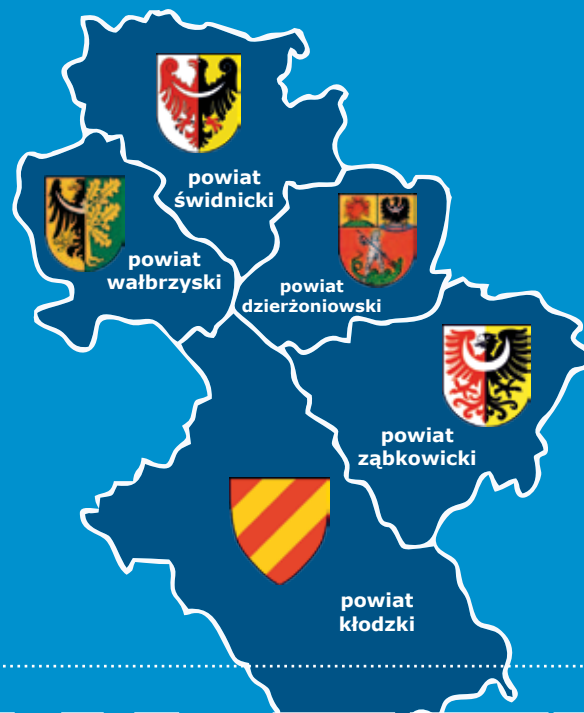 powiat
świdnicki
powiat
wałbrzyski
powiat
dzierżoniowski
powiat
ząbkowicki
powiat
kłodzki